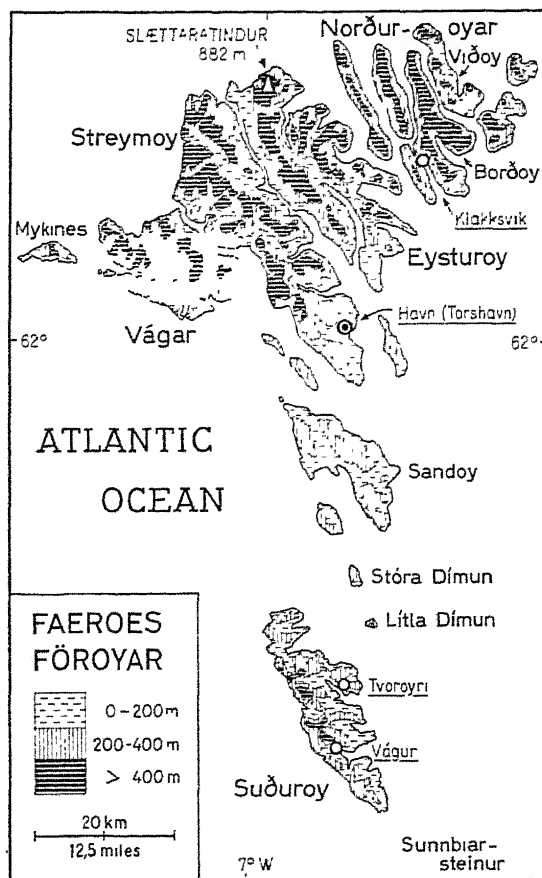 SLÆTTARATINDUR
882 m
Norður-
oyar
Viðoy
Streymoy
Borðoy
Klakksvik
Mykines
Eysturoy
Vágar
Havn (Torshavn)
62°
62°
ATLANTIC
OCEAN
Sandoy
Stóra Dímun
Lítla Dímun
FAEROES
FÖROYAR
0-200 m
200-400 m
> 400 m
20 km
12,5 miles
Tvoroyri
Vágur
Suðuroy
7° W
Sunnbiar-
steinur